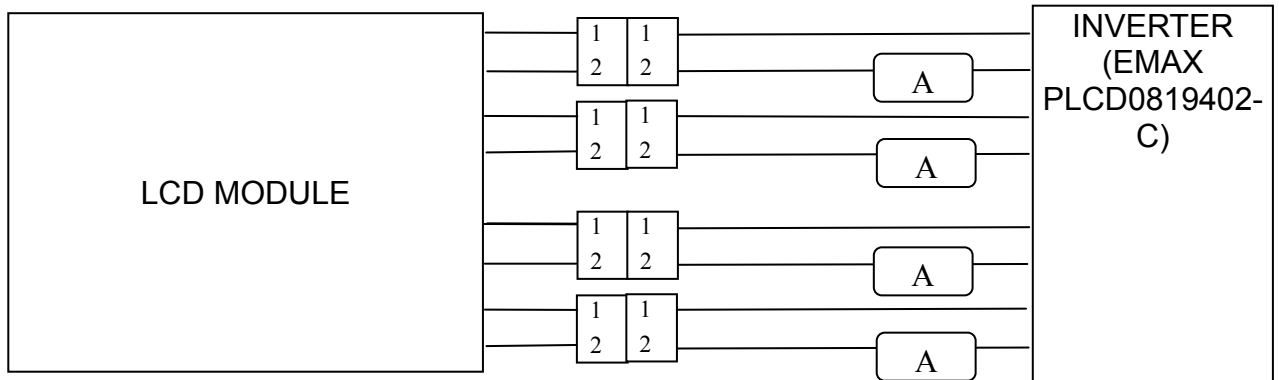 LCD MODULE
1 1
2 2
A
1 1
2 2
A
1 1
2 2
A
1 1
2 2
A
INVERTER
(EMAX
PLCD0819402-
C)